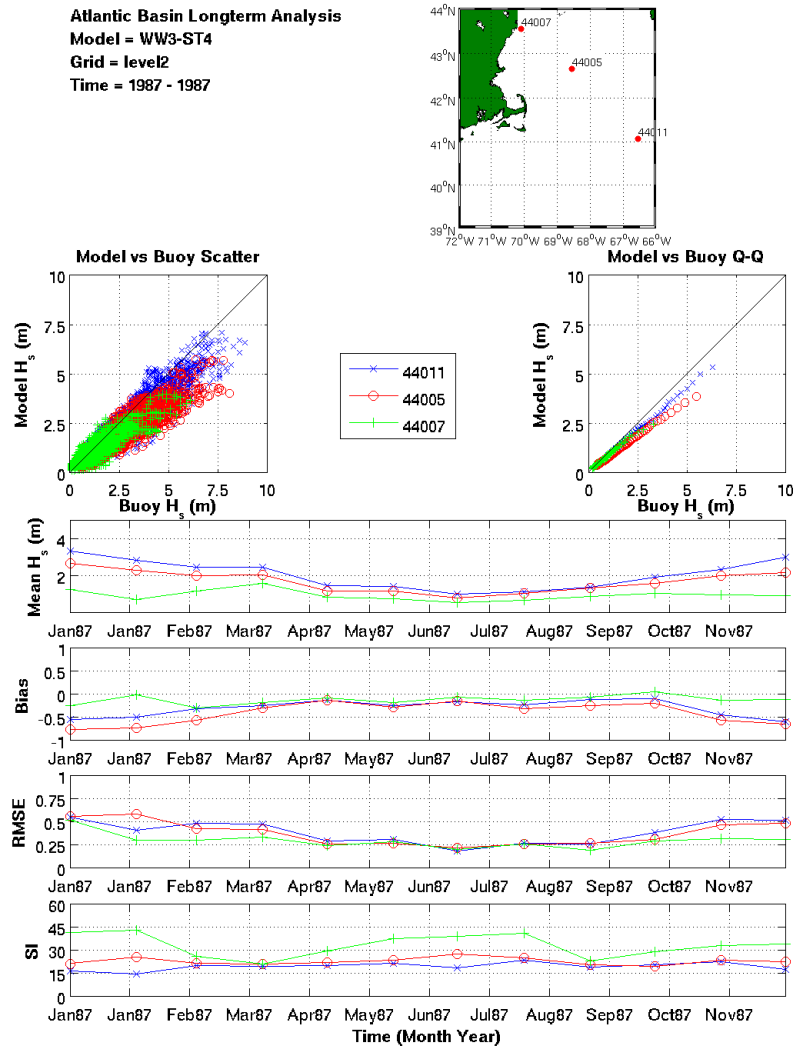 Atlantic Basin Longterm Analysis
Model = WW3-ST4
Grid = level2
Time = 1987 - 1987
44°N
43°N
42°N
41°N
40°N
39°N
72°W 71°W 70°W 69°W 68°W 67°W 66°W
44007
44005
44011
Model vs Buoy Scatter
Model Hs (m)
10
7.5
5
2.5
0
0 2.5 5 7.5 10
Buoy Hs (m)
44011
44005
44007
Model vs Buoy Q-Q
Model Hs (m)
10
7.5
5
2.5
0
0 2.5 5 7.5 10
Buoy Hs (m)
Mean Hs (m)
4
2
Jan87 Jan87 Feb87 Mar87 Apr87 May87 Jun87 Jul87 Aug87 Sep87 Oct87 Nov87
Bias
1
0.5
0
-0.5
-1
Jan87 Jan87 Feb87 Mar87 Apr87 May87 Jun87 Jul87 Aug87 Sep87 Oct87 Nov87
RMSE
1
0.75
0.5
0.25
0
Jan87 Jan87 Feb87 Mar87 Apr87 May87 Jun87 Jul87 Aug87 Sep87 Oct87 Nov87
SI
60
45
30
15
0
Jan87 Jan87 Feb87 Mar87 Apr87 May87 Jun87 Jul87 Aug87 Sep87 Oct87 Nov87
Time (Month Year)